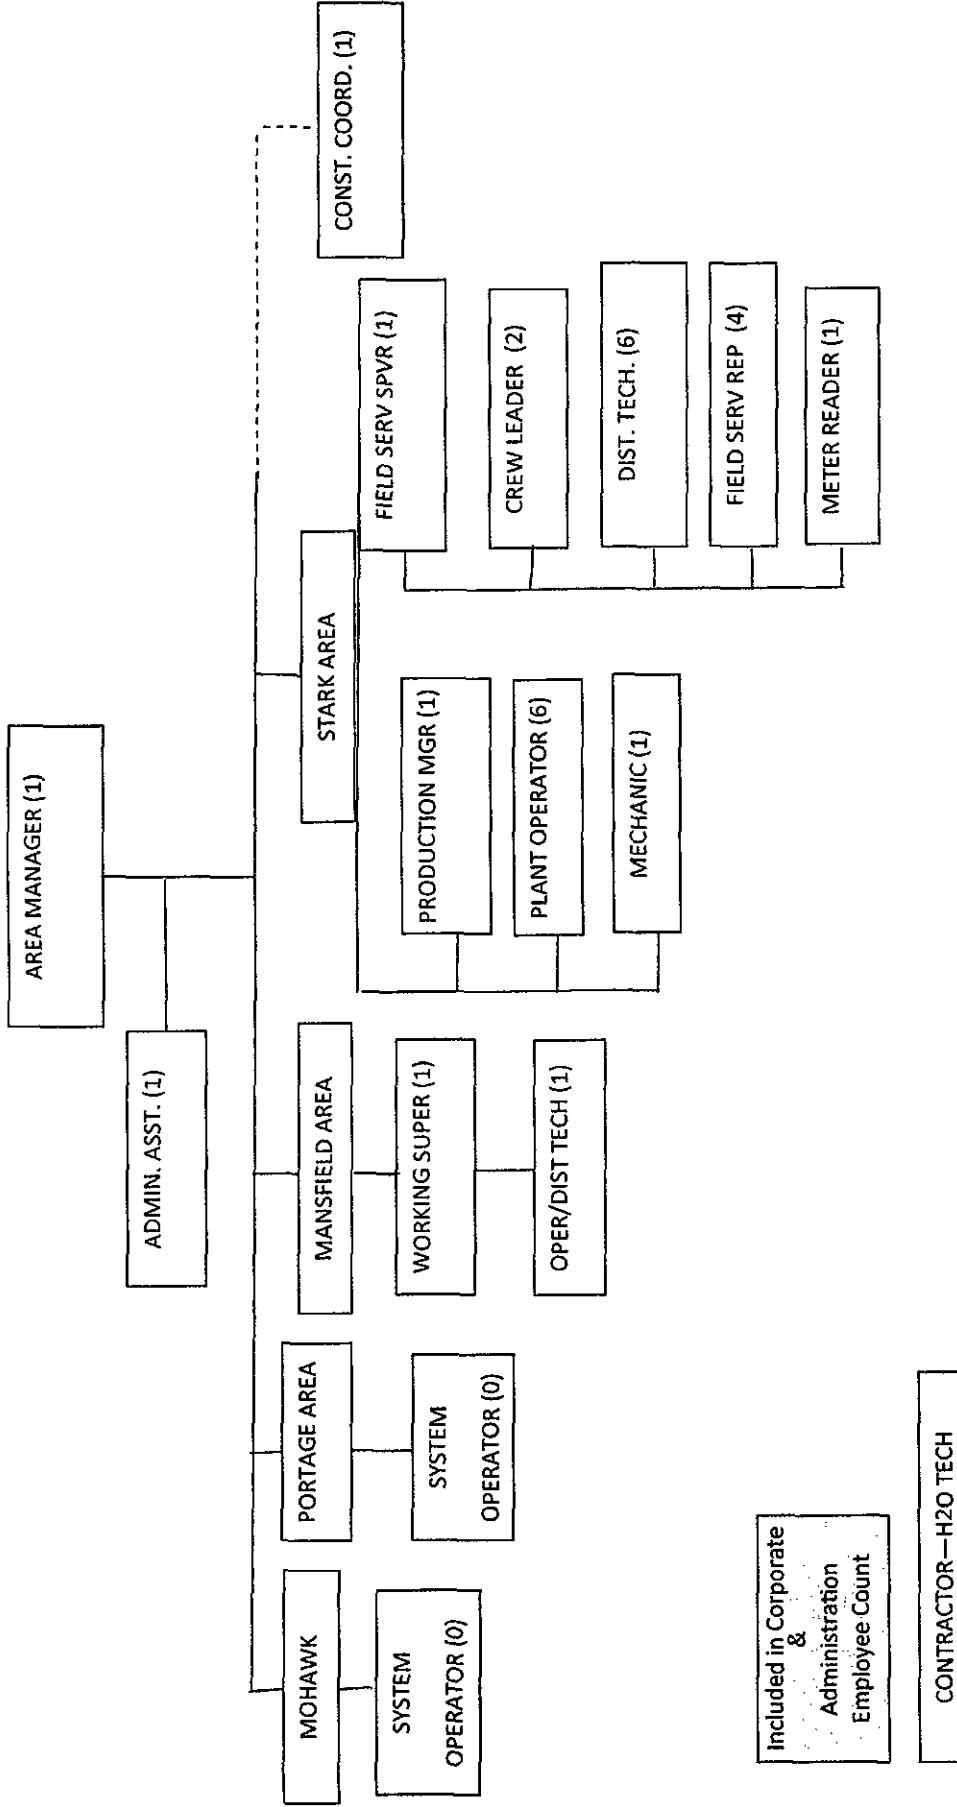 AREA MANAGER (1)
ADMIN. ASST. (1)
CONST. COORD. (1)
MOHAWK
SYSTEM
OPERATOR (0)
PORTAGE AREA
SYSTEM
OPERATOR (0)
MANSFIELD AREA
WORKING SUPER (1)
OPER/DIST TECH (1)
STARK AREA
PRODUCTION MGR (1)
PLANT OPERATOR (6)
MECHANIC (1)
FIELD SERV SPVR (1)
CREW LEADER (2)
DIST. TECH. (6)
FIELD SERV REP (4)
METER READER (1)
Included in Corporate
&
Administration
Employee Count
CONTRACTOR—H2O TECH